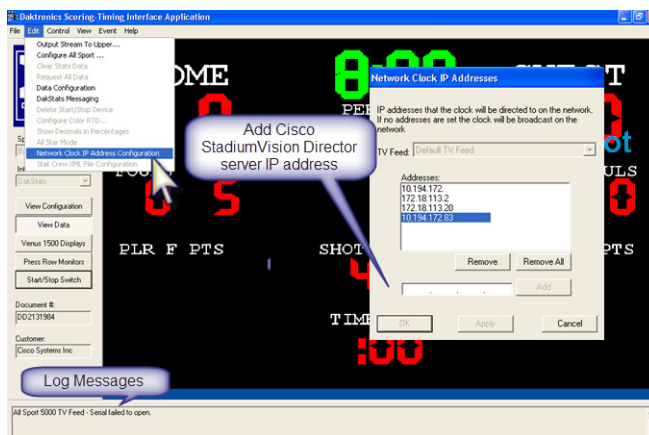 Daktronics Scoring-Timing Interface Application
File Edit Control View Event Help
Output Stream To Upper...
Configure All Sport ...
Clear Stats Data
Request All Data
Data Configuration
DakStats Messaging
Delete Start/Stop Device
Configure Color RTD...
Show Decimals in Percentages
All Star Mode
Network Clock IP Address Configuration
Stat Crew XML File Configuration
DakStats
View Configuration
View Data
Venus 1500 Displays
Press Row Monitors
Start/Stop Switch
Document #:
DD2131984
Customer:
Cisco Systems Inc
OME
PLR F PTS
5
SHOT
TIME
:00
PTS
0
Add Cisco
StadiumVision Director
server IP address
Network Clock IP Addresses
IP addresses that the clock will be directed to on the network.
If no addresses are set the clock will be broadcast on the
network
TV Feed: Default TV Feed
Addresses:
10.194.172.
172.18.113.2
172.18.113.20
10.194.172.83
Remove Remove All
Add
OK Apply Cancel
Log Messages
All Sport 5000 TV Feed - Serial failed to open.